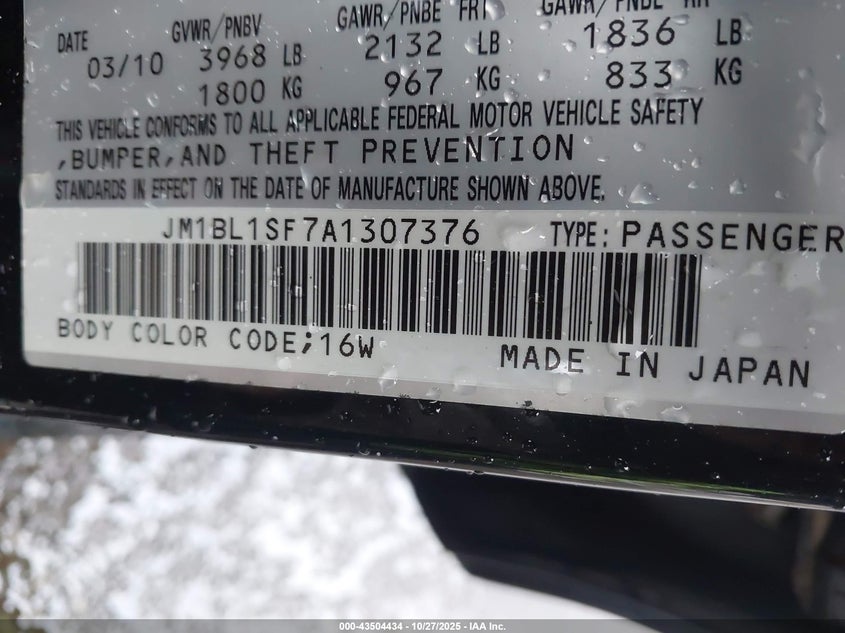 DATE GVWR/PNBV GAWR/PNBE FRT GAWR/PNBE RR
03/10 3968 LB 2132 LB 1836 LB
1800 KG 967 KG 833 KG
THIS VEHICLE CONFORMS TO ALL APPLICABLE FEDERAL MOTOR VEHICLE SAFETY
,BUMPER,AND THEFT PREVENTION
STANDARDS IN EFFECT ON THE DATE OF MANUFACTURE SHOWN ABOVE.
JM1BL1SF7A1307376 TYPE: PASSENGER
BODY COLOR CODE;16W MADE IN JAPAN
000-43504434 - 10/27/2025 - IAA Inc.